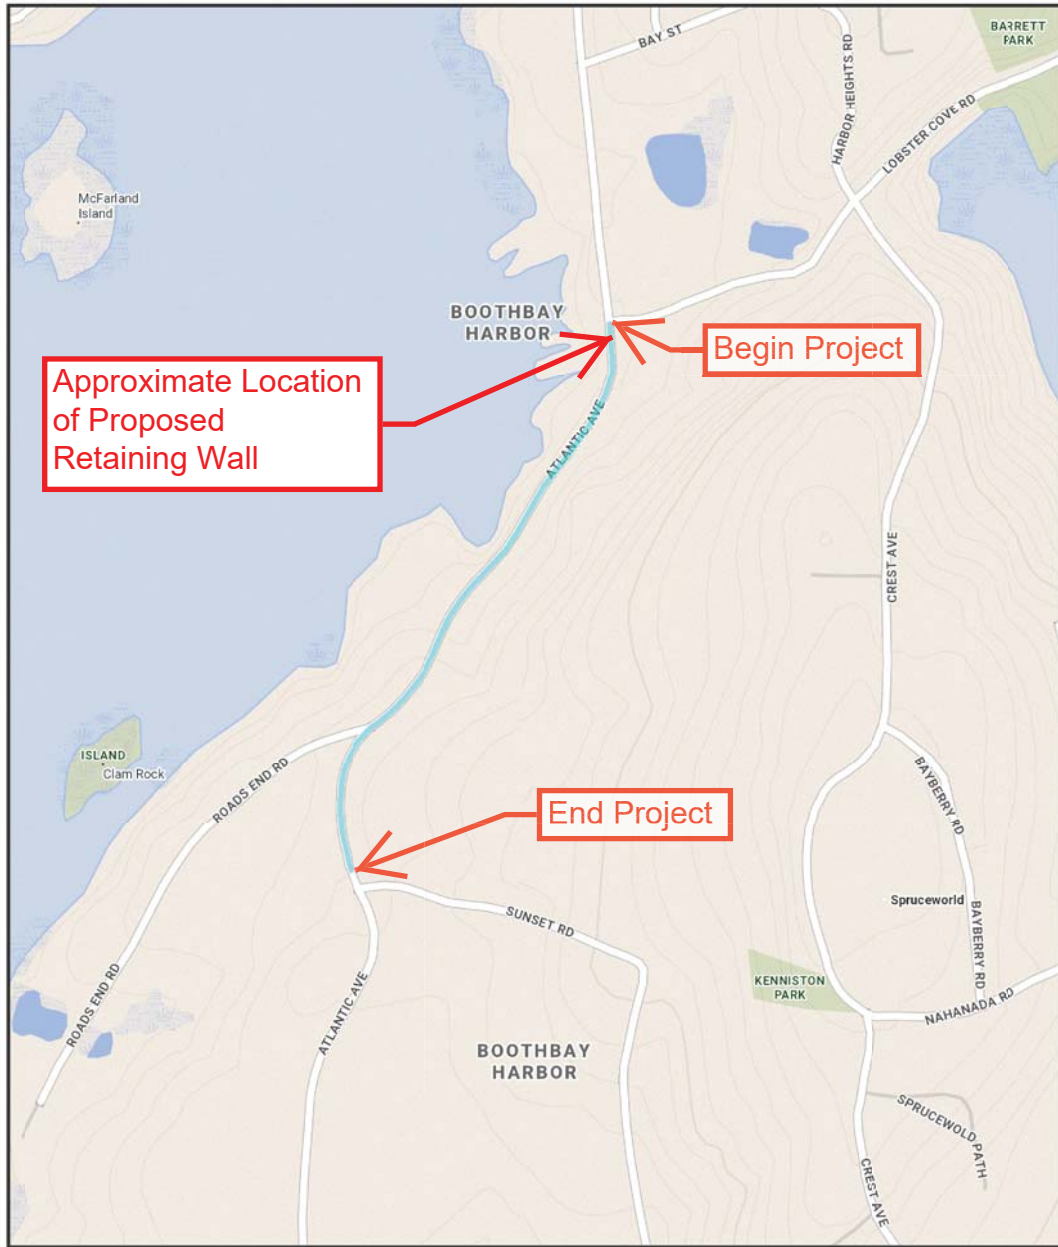 BARRETT
PARK
BAY ST
HARBOR HEIGHTS RD
LOBSTER COVE RD
McFarland
Island
BOOTHBAY
HARBOR
Begin Project
Approximate Location
of Proposed
Retaining Wall
ATLANTIC AVE
CREST AVE
ISLAND
Clam Rock
ROADS END RD
BAYBERRY RD
End Project
Spruceworld
SUNSET RD
BAYBERRY RD
ROADS END RD
ATLANTIC AVE
KENNISTON
PARK
NAHANADA RD
BOOTHBAY
HARBOR
SPRUCEWOLD PATH
CREST AVE